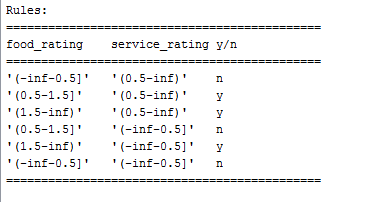 Rules:
=============================================
food_rating service_rating y/n
=============================================
'(-inf-0.5]' '(0.5-inf)' n
'(0.5-1.5]' '(0.5-inf)' y
'(1.5-inf)' '(0.5-inf)' y
'(0.5-1.5]' '(-inf-0.5]' n
'(1.5-inf)' '(-inf-0.5]' y
'(-inf-0.5]' '(-inf-0.5]' n
=============================================